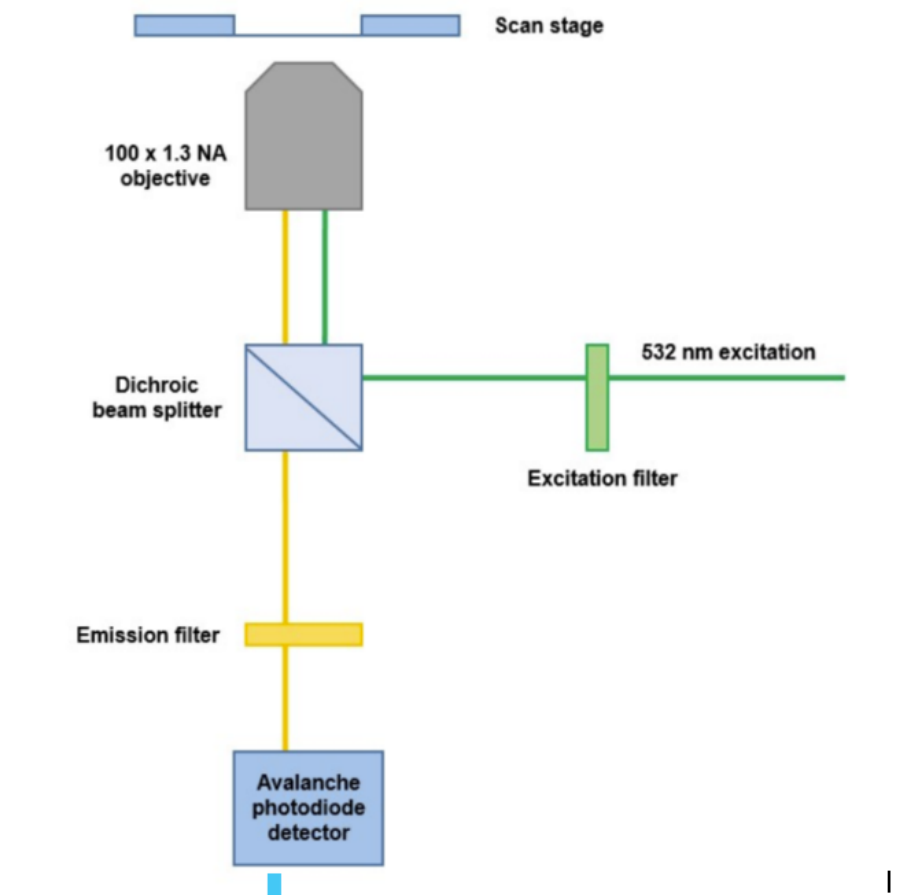 Scan stage
100 x 1.3 NA
objective
532 nm excitation
Dichroic
beam splitter
Excitation filter
Emission filter
Avalanche
photodiode
detector